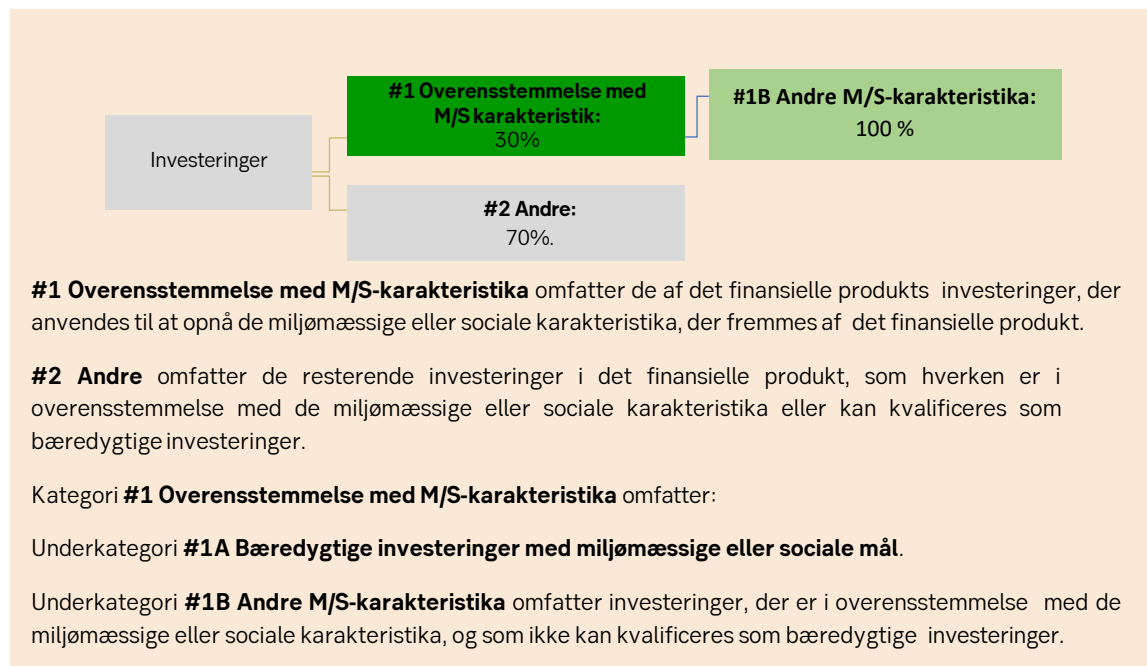 #1 Overensstemmelse med
M/S karakteristik:
30%
#1B Andre M/S-karakteristika:
100 %
Investeringer
#2 Andre:
70%.
#1 Overensstemmelse med M/S-karakteristika omfatter de af det finansielle produkts investeringer, der
anvendes til at opnå de miljømæssige eller sociale karakteristika, der fremmes af det finansielle produkt.
#2 Andre omfatter de resterende investeringer i det finansielle produkt, som hverken er i
overensstemmelse med de miljømæssige eller sociale karakteristika eller kan kvalificeres som
bæredygtige investeringer.
Kategori #1 Overensstemmelse med M/S-karakteristika omfatter:
Underkategori #1A Bæredygtige investeringer med miljømæssige eller sociale mål.
Underkategori #1B Andre M/S-karakteristika omfatter investeringer, der er i overensstemmelse med de
miljømæssige eller sociale karakteristika, og som ikke kan kvalificeres som bæredygtige investeringer.